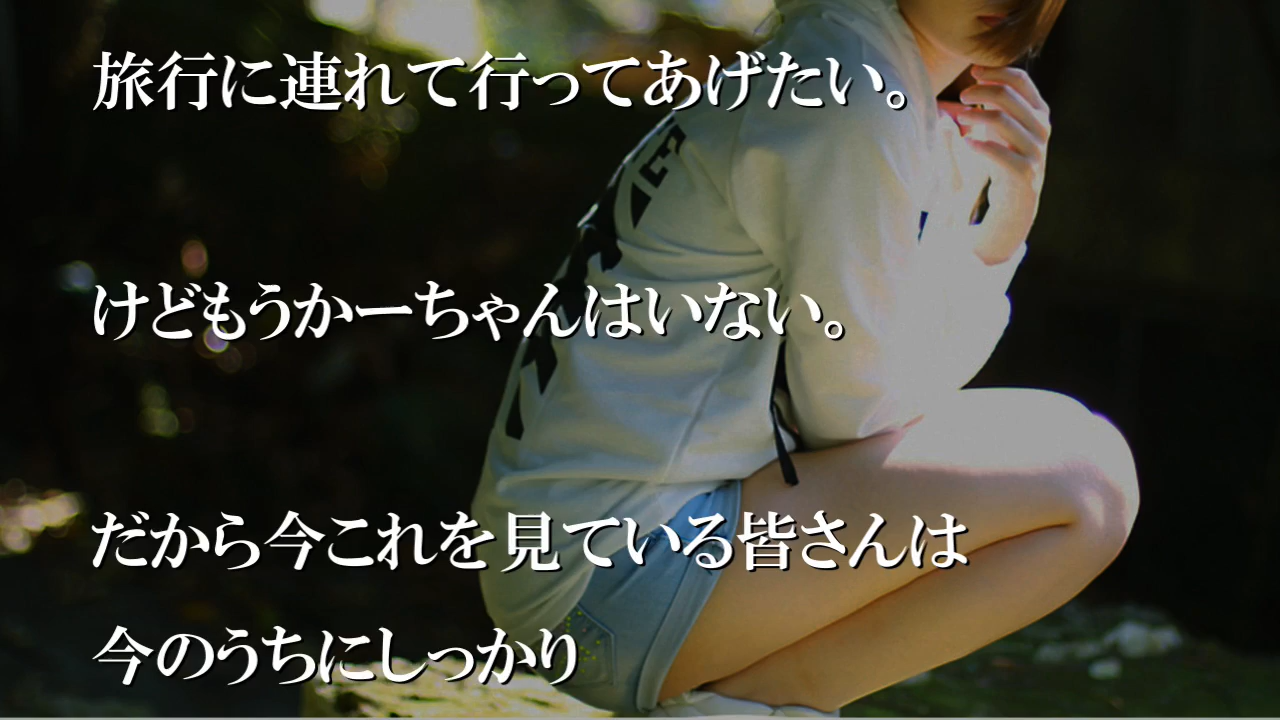 旅行に連れて行ってあげたい。
けどもうかーちゃんはいない。
だから今これを見ている皆さんは
今のうちにしっかり